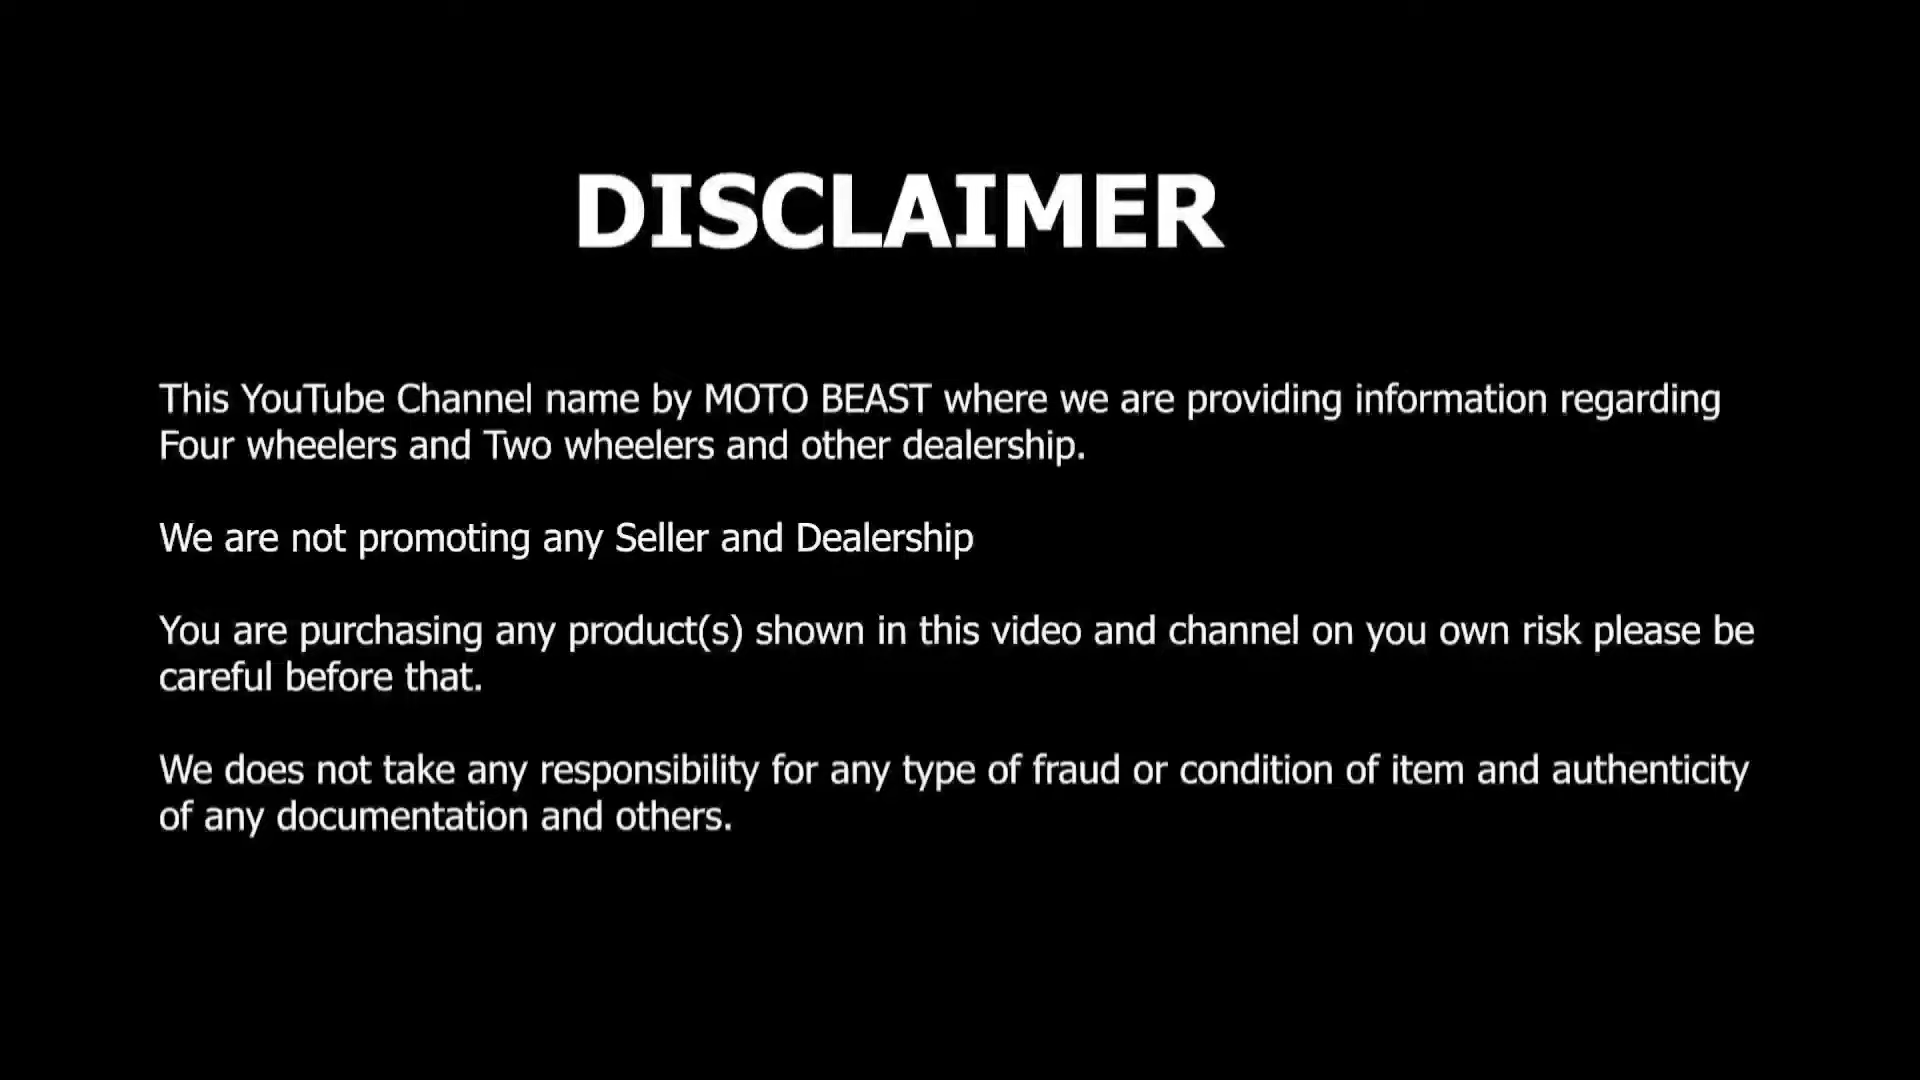 DISCLAIMER
This YouTube Channel name by MOTO BEAST where we are providing information regarding
Four wheelers and Two wheelers and other dealership.
We are not promoting any Seller and Dealership
You are purchasing any product(s) shown in this video and channel on you own risk please be
careful before that.
We does not take any responsibility for any type of fraud or condition of item and authenticity
of any documentation and others.